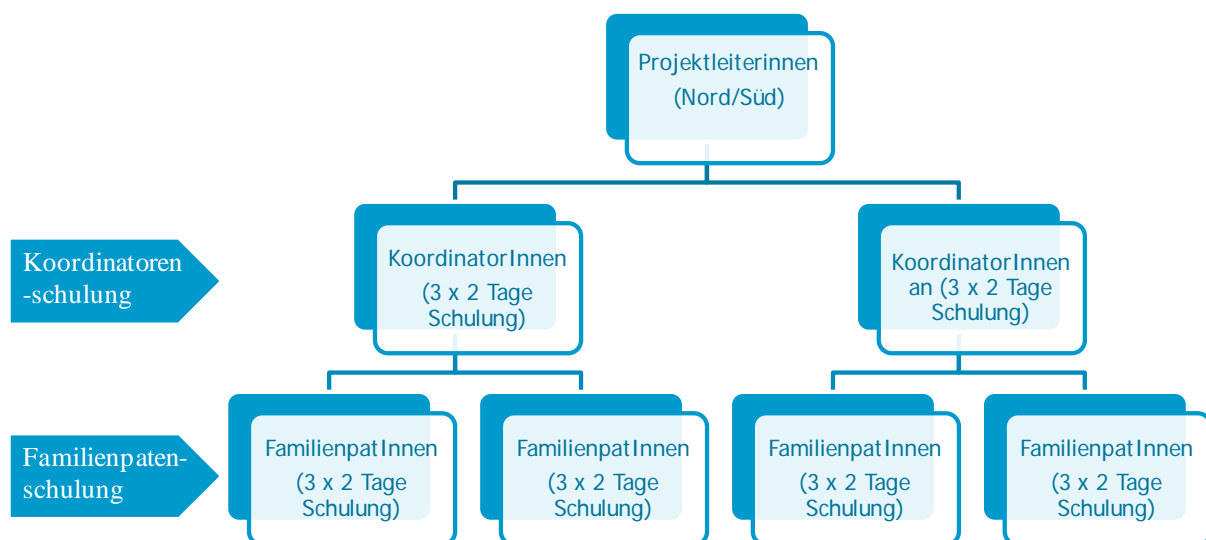 Projektleiterinnen
(Nord/Süd)
Koordinatoren
-schulung
KoordinatorInnen
(3 x 2 Tage
Schulung)
KoordinatorInnen
an (3 x 2 Tage
Schulung)
Familienpaten-
schulung
FamilienpatInnen
(3 x 2 Tage
Schulung)
FamilienpatInnen
(3 x 2 Tage
Schulung)
FamilienpatInnen
(3 x 2 Tage
Schulung)
FamilienpatInnen
(3 x 2 Tage
Schulung)